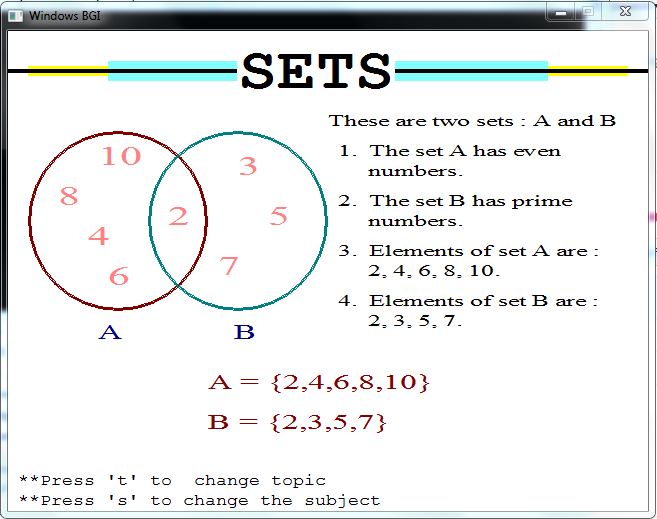 Windows BGI
SETS
These are two sets : A and B
1. The set A has even
numbers.
2. The set B has prime
numbers.
3. Elements of set A are :
2, 4, 6, 8, 10.
4. Elements of set B are :
2, 3, 5, 7.
10
3
8
2
5
4
7
6
A
B
A = {2,4,6,8,10}
B = {2,3,5,7}
**Press 't' to  change topic
**Press 's' to change the subject